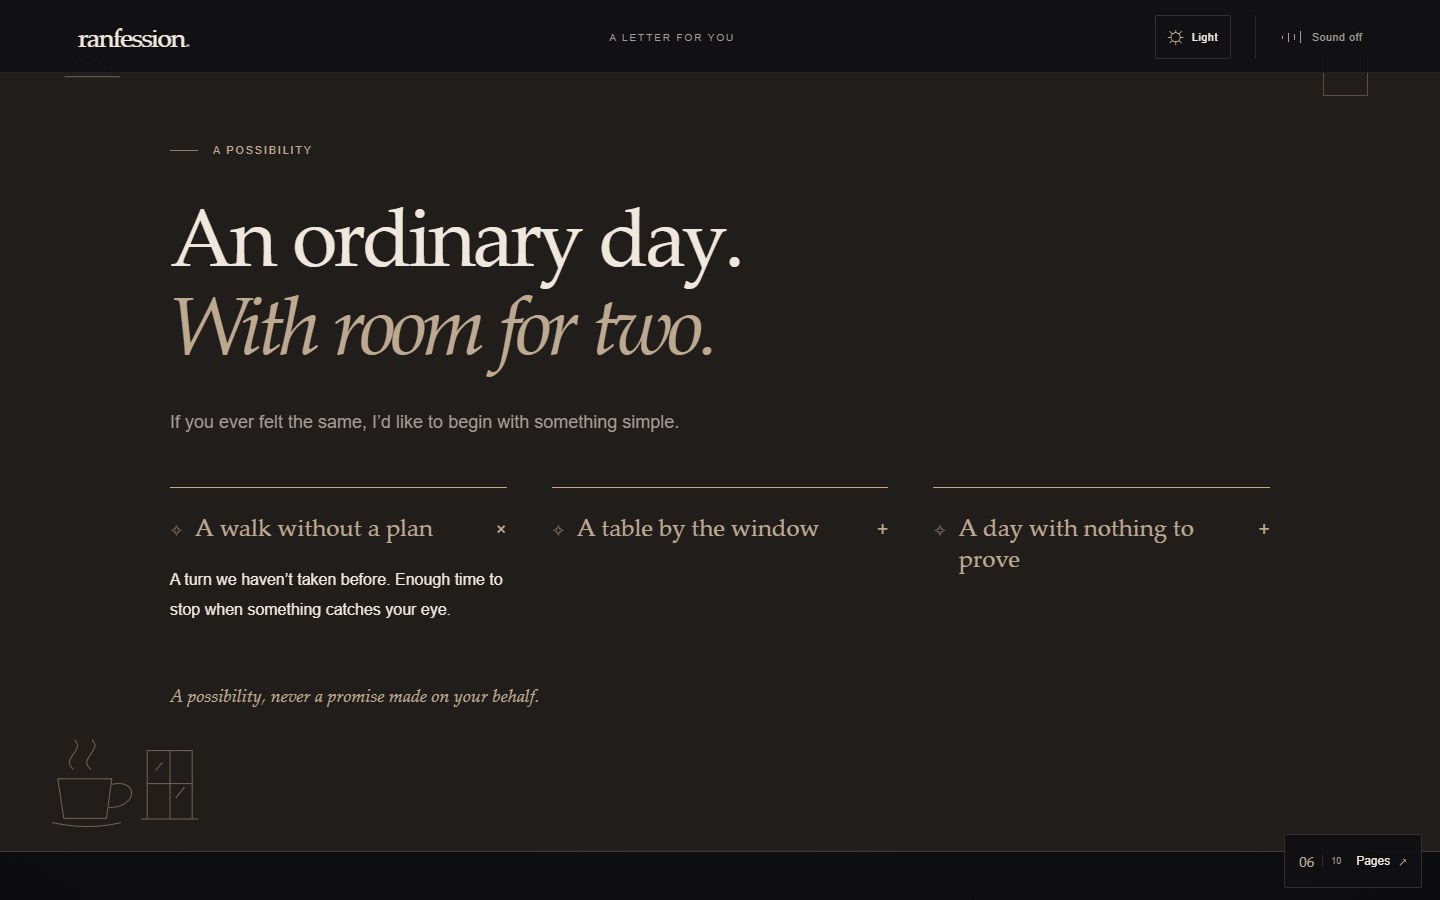 ranfession.
A LETTER FOR YOU
Light
Sound off
A POSSIBILITY
An ordinary day.
With room for two.
If you ever felt the same, I’d like to begin with something simple.
A walk without a plan ×
A table by the window +
A day with nothing to +
prove
A turn we haven’t taken before. Enough time to
stop when something catches your eye.
A possibility, never a promise made on your behalf.
06 10 Pages ↗